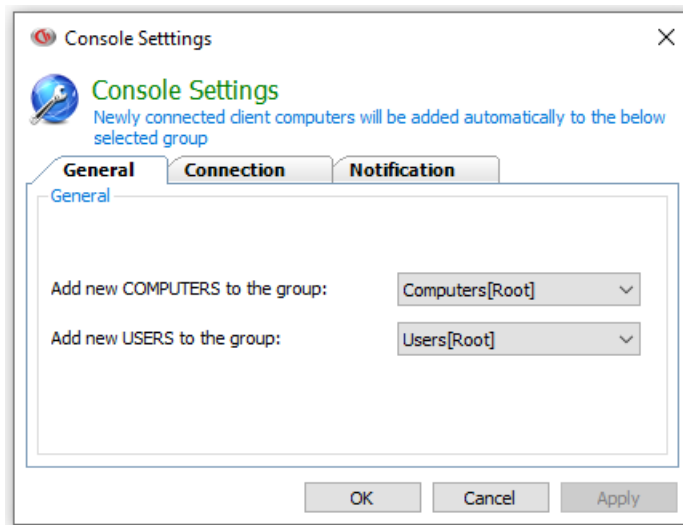 Console Setttings
Console Settings
Newly connected client computers will be added automatically to the below
selected group
General Connection Notification
General
Add new COMPUTERS to the group: Computers[Root]
Add new USERS to the group: Users[Root]
OK Cancel Apply